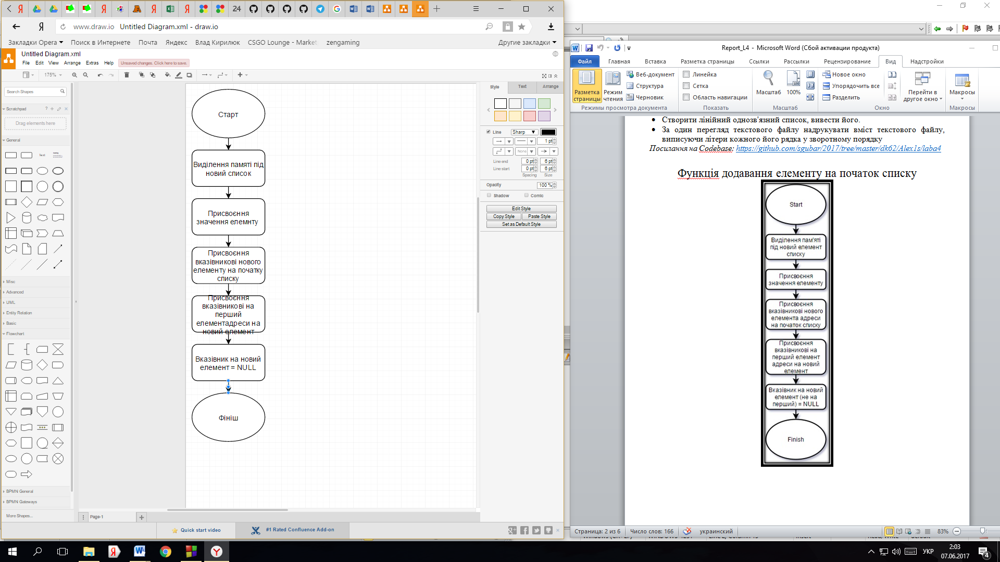 24
www.draw.io Untitled Diagram.xml - draw.io
Закладки Opera Поиск в Интернете Почта Яндекс Влад Кирилюк CSGO Lounge - Market zengaming Другие закладки
Untitled Diagram.xml
File Edit View Arrange Extras Help Unsaved changes. Click here to save.
175%
Search Shapes
Scratchpad
Drag elements here
General
Text
Misc
Advanced
UML
Entity Relation
Basic
Flowchart
BPMN General
BPMN Gateways
More Shapes...
Старт
Виділення памяті під
новий список
Присвоєння
значення елемнту
Присвоєння
вказівникові нового
елементу на початку
списку
Присвоєння
вказівникові на
перший
елементадреси на
новий елемент
Вказівник на новий
елемент = NULL
Фініш
Page-1
Quick start video
#1 Rated Confluence Add-on
Style Text Arrange
Line Sharp
1 pt
None
Line end 0 pt 6 pt
Line start 0 pt 6 pt
Spacing Size
Opacity 100 %
Shadow Comic
Edit Style
Copy Style Paste Style
Set as Default Style
Report_L4 - Microsoft Word (Сбой активации продукта)
Файл Главная Вставка Разметка страницы Ссылки Рассылки Рецензирование Вид Надстройки
Разметка страницы
Режим чтения
Веб-документ
Структура
Черновик
Режимы просмотра документа
Линейка
Сетка
Область навигации
Показать
Масштаб
100%
Масштаб
Новое окно
Упорядочить все
Разделить
Перейти в другое окно
Окно
Макросы
Макросы
Створити лінійний однозв'язний список, вивести його.
За один перегляд текстового файлу надрукувати вміст текстового файлу,
виписуючи літери кожного його рядка у зворотному порядку
Посилання на Codebase: https://github.com/sgubar/2017/tree/master/dk62/Alex1s/laba4
Функція додавання елементу на початок списку
Start
Виділення пам'яті
під новий елемент
списку
Присвоєння
значення елементу
Присвоєння
вказівникові нового
елемента адреси
на початок списку
Присвоєння
вказівникові на
перший елемент
адреси на новий
елемент
Вказівник на новий
елемент (не на
перший) = NULL
Finish
Страница: 2 из 6 Число слов: 166 украинский 83%
УКР
2:03
07.06.2017
4